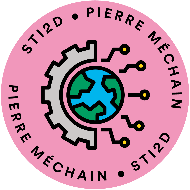 STI2D • PIERRE MÉCHAIN
PIERRE MÉCHAIN • STI2D